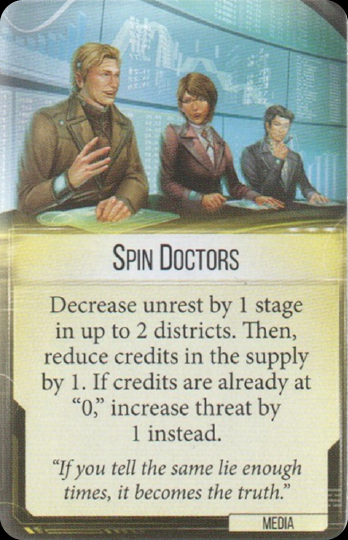 SPIN DOCTORS
Decrease unrest by 1 stage
in up to 2 districts. Then,
reduce credits in the supply
by 1. If credits are already at
“0,” increase threat by
1 instead.
“If you tell the same lie enough
times, it becomes the truth.”
MEDIA